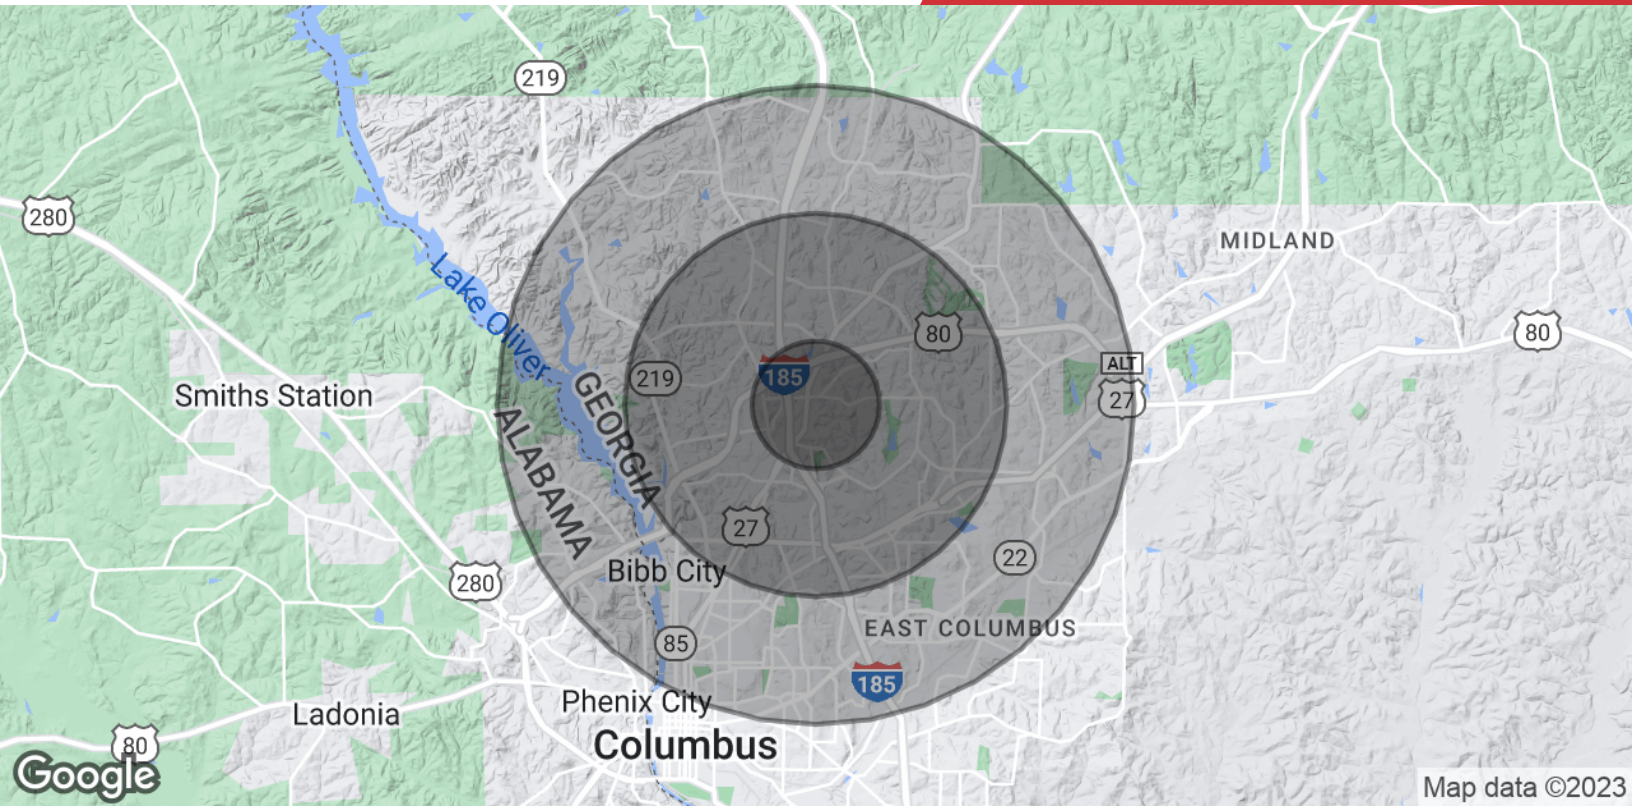 219
280
MIDLAND
Lake Oliver
80
80
ALT
27
185
219
GEORGIA
Smiths Station
ALABAMA
27
22
Bibb City
280
EAST COLUMBUS
85
185
Phenix City
Ladonia
Columbus
80
Google
Map data ©2023